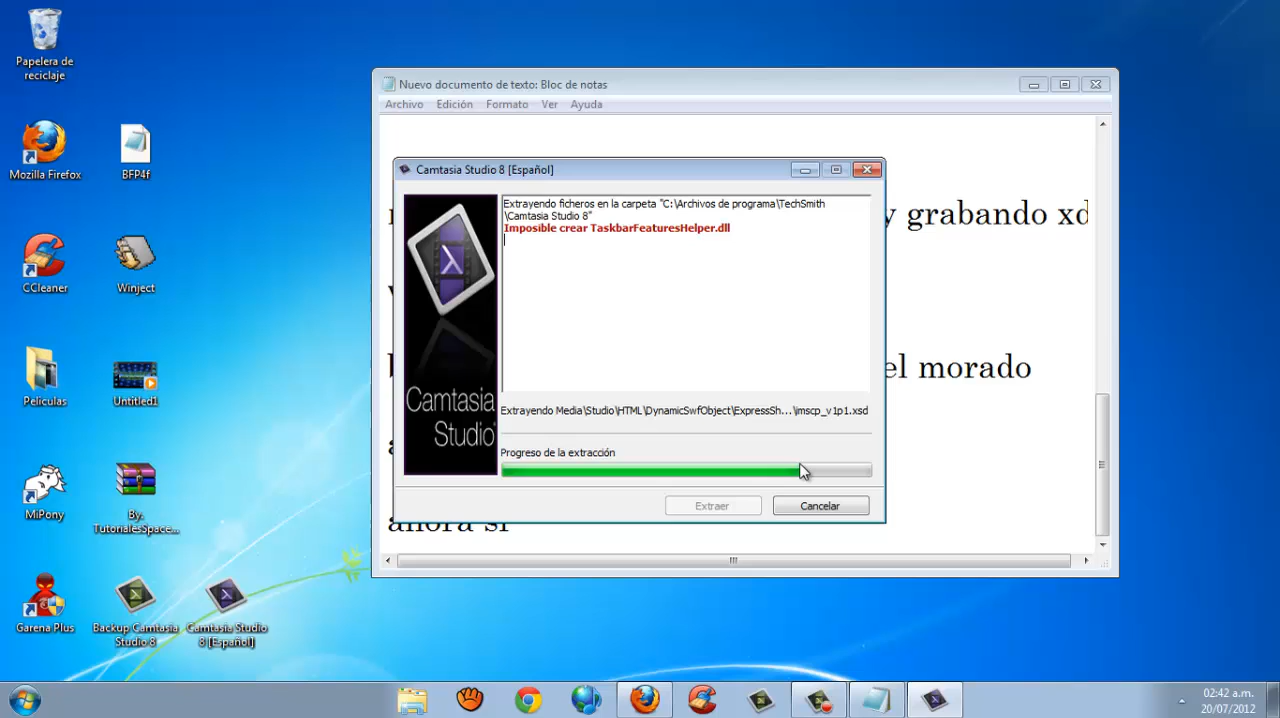 Papelera de
reciclaje
Mozilla Firefox
BFP4f
CCleaner
Winject
Peliculas
Untitled1
MiPony
By.
TutorialesSpace...
Garena Plus
Backup Camtasia
Studio 8
Camtasia Studio
8 [Español]
Nuevo documento de texto: Bloc de notas
Archivo Edición Formato Ver Ayuda
y grabando xd
el morado
ahora si
Camtasia Studio 8 [Español]
Extrayendo ficheros en la carpeta "C:\Archivos de programa\TechSmith
\Camtasia Studio 8"
Imposible crear TaskbarFeaturesHelper.dll
Camtasia
Studio
Extrayendo Media\Studio\HTML\DynamicSwfObject\ExpressSh...\imscp_v1p1.xsd
Progreso de la extracción
Extraer
Cancelar
02:42 a.m.
20/07/2012